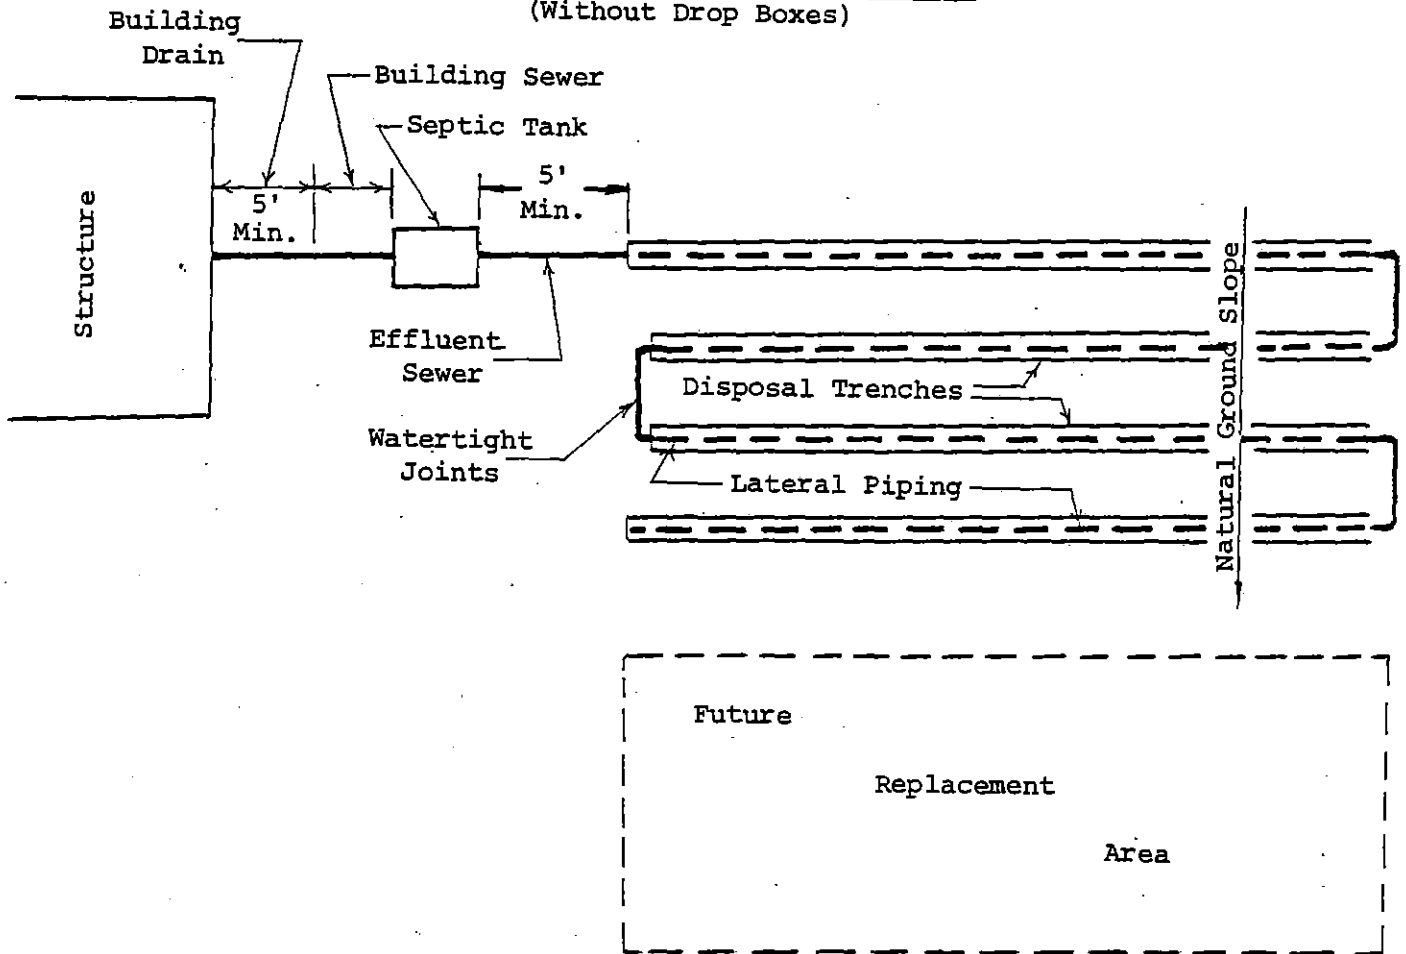 (Without Drop Boxes)
Building
Drain
Building Sewer
Septic Tank
5'
Min.
5'
Min.
Structure
Effluent
Sewer
Natural Ground Slope
Disposal Trenches
Watertight
Joints
Lateral Piping
Future
Replacement
Area